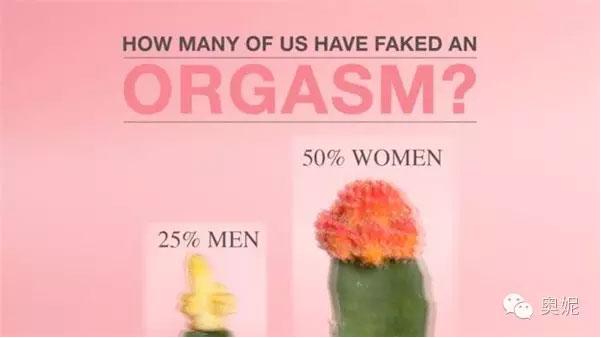 HOW MANY OF US HAVE FAKED AN
ORGASM?
50% WOMEN
25% MEN
奥妮